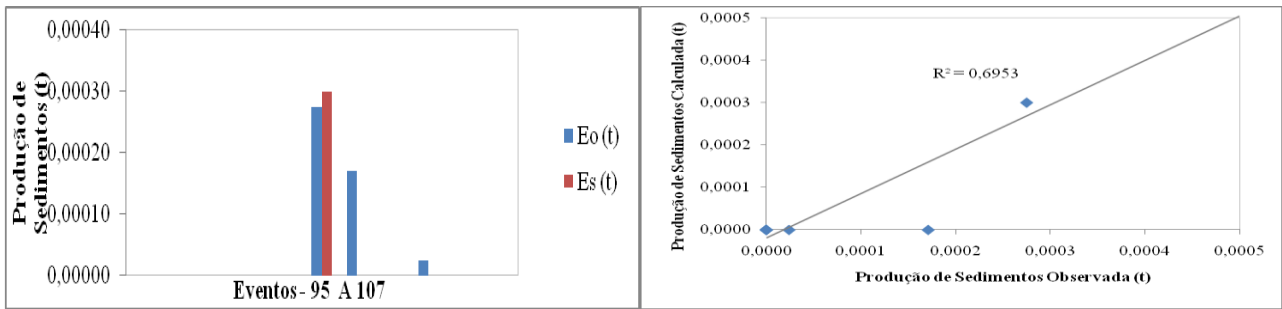 Produção de
Sedimentos (t)
0,00040
0,00030
0,00020
0,00010
0,00000
Eventos - 95 A 107
Eo (t)
Es (t)
Produção de Sedimentos Calculada (t)
0,0005
0,0004
0,0003
0,0002
0,0001
0,0000
R² = 0,6953
0,0000 0,0001 0,0002 0,0003 0,0004 0,0005
Produção de Sedimentos Observada (t)